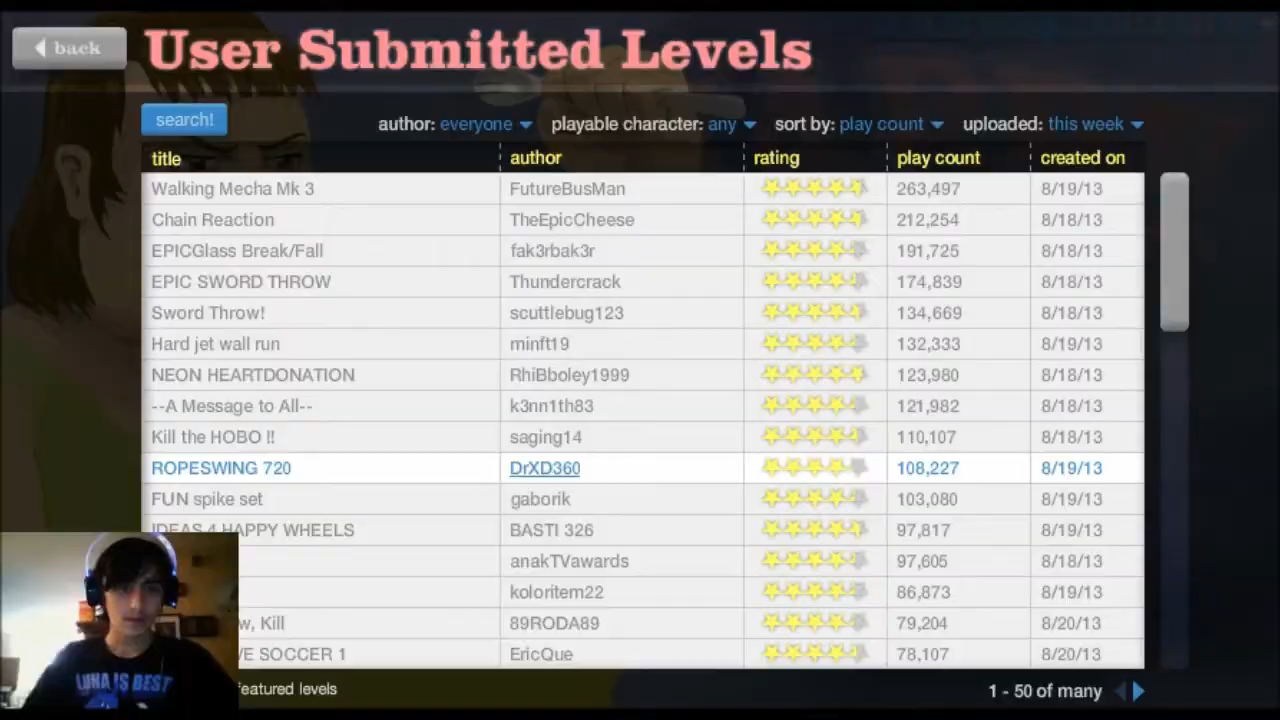 back
User Submitted Levels
search!
author: everyone playable character: any sort by: play count uploaded: this week
title author rating play count created on
Walking Mecha Mk 3 FutureBusMan 263,497 8/19/13
Chain Reaction TheEpicCheese 212,254 8/18/13
EPICGlass Break/Fall fak3rbak3r 191,725 8/18/13
EPIC SWORD THROW Thundercrack 174,839 8/18/13
Sword Throw! scuttlebug123 134,669 8/18/13
Hard jet wall run minft19 132,333 8/19/13
NEON HEARTDONATION RhiBboley1999 123,980 8/18/13
--A Message to All-- k3nn1th83 121,982 8/18/13
Kill the HOBO !! saging14 110,107 8/18/13
ROPESWING 720 DrXD360 108,227 8/19/13
FUN spike set gaborik 103,080 8/19/13
IDEAS 4 HAPPY WHEELS BASTI 326 97,817 8/19/13
anakTVawards 97,605 8/18/13
koloritem22 86,873 8/19/13
w, Kill 89RODA89 79,204 8/20/13
VE SOCCER 1 EricQue 78,107 8/20/13
featured levels
1 - 50 of many
LUNA IS BEST